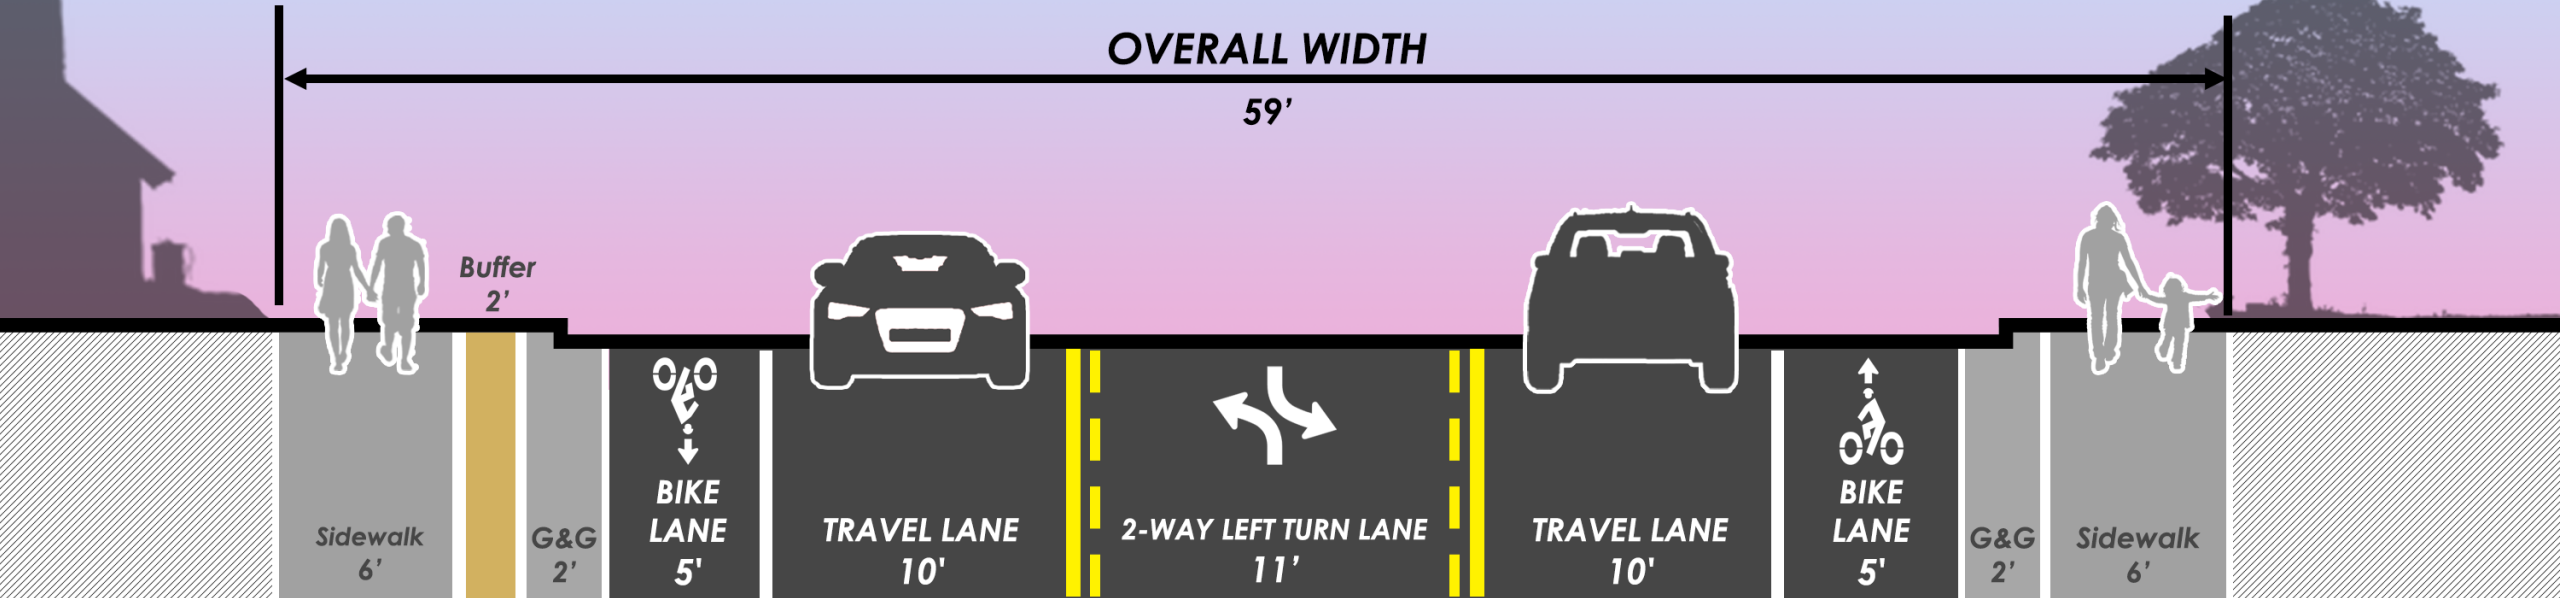 OVERALL WIDTH
59’
Buffer
2’
Sidewalk
6’
G&G
2’
BIKE
LANE
5'
TRAVEL LANE
10'
2-WAY LEFT TURN LANE
11’
TRAVEL LANE
10'
BIKE
LANE
5'
G&G
2’
Sidewalk
6’